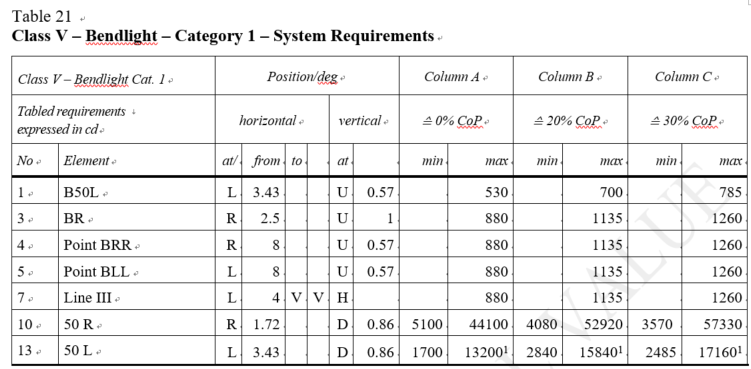 Table 21
Class V – Bendlight – Category 1 – System Requirements
Class V – Bendlight Cat. 1 Position/deg Column A Column B Column C
Tabled requirements expressed in cd horizontal vertical ≙ 0% CoP ≙ 20% CoP ≙ 30% CoP
No Element at/ from to at min max min max min max
1 B50L L 3.43 U 0.57 530 700 785
3 BR R 2.5 U 1 880 1135 1260
4 Point BRR R 8 U 0.57 880 1135 1260
5 Point BLL L 8 U 0.57 880 1135 1260
7 Line III L 4 V V H 880 1135 1260
10 50 R R 1.72 D 0.86 5100 44100 4080 52920 3570 57330
13 50 L L 3.43 D 0.86 1700 13200¹ 2840 15840¹ 2485 17160¹
VALUE